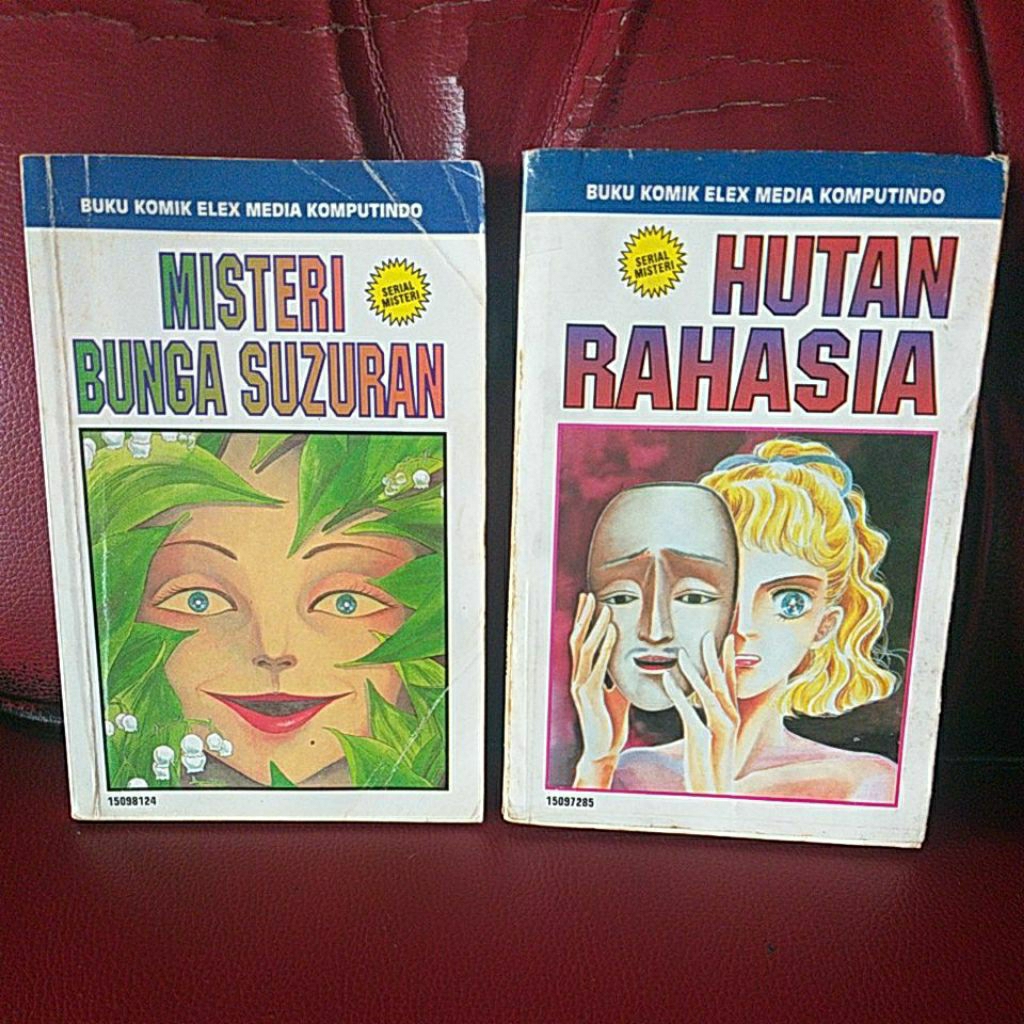 BUKU KOMIK ELEX MEDIA KOMPUTINDO
MISTERI
SERIAL
MISTERI
BUNGA SUZURAN
15098124
BUKU KOMIK ELEX MEDIA KOMPUTINDO
SERIAL
MISTERI
HUTAN
RAHASIA
15097285